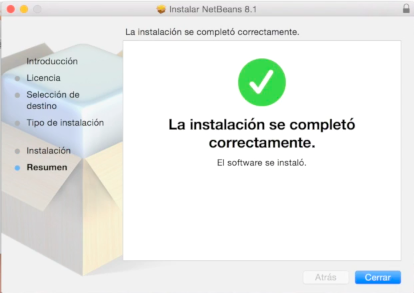 Instalar NetBeans 8.1
La instalación se completó correctamente.
Introducción
Licencia
Selección de
destino
Tipo de instalación
Instalación
Resumen
La instalación se completó
correctamente.
El software se instaló.
Atrás
Cerrar